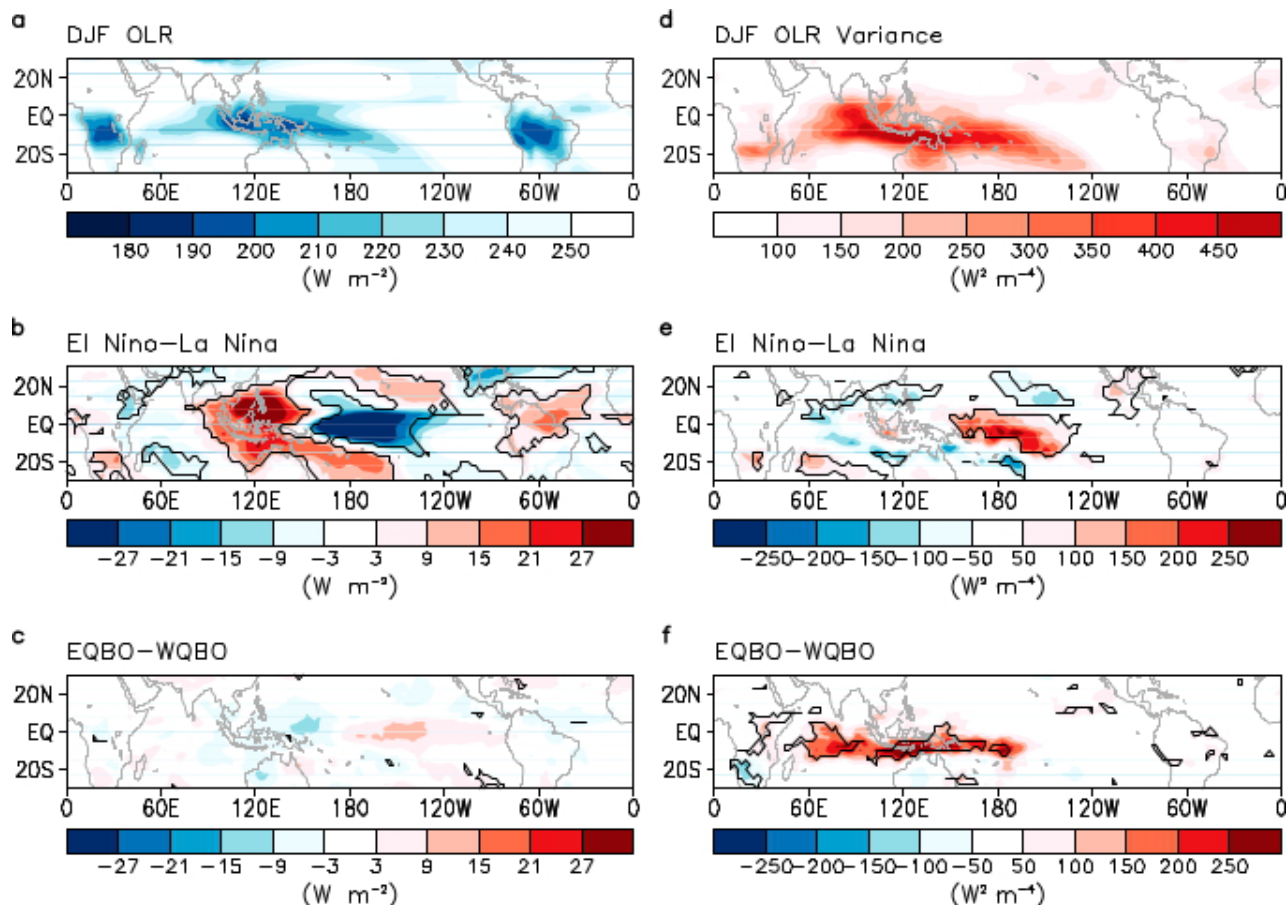 a
DJF OLR
20N
EQ
20S
0 60E 120E 180 120W 60W 0
180 190 200 210 220 230 240 250
(W m⁻²)
d
DJF OLR Variance
20N
EQ
20S
0 60E 120E 180 120W 60W 0
100 150 200 250 300 350 400 450
(W² m⁻⁴)
b
El Nino−La Nina
20N
EQ
20S
0 60E 120E 180 120W 60W 0
−27 −21 −15 −9 −3 3 9 15 21 27
(W m⁻²)
e
El Nino−La Nina
20N
EQ
20S
0 60E 120E 180 120W 60W 0
−250 −200 −150 −100 −50 50 100 150 200 250
(W² m⁻⁴)
c
EQBO−WQBO
20N
EQ
20S
0 60E 120E 180 120W 60W 0
−27 −21 −15 −9 −3 3 9 15 21 27
(W m⁻²)
f
EQBO−WQBO
20N
EQ
20S
0 60E 120E 180 120W 60W 0
−250 −200 −150 −100 −50 50 100 150 200 250
(W² m⁻⁴)